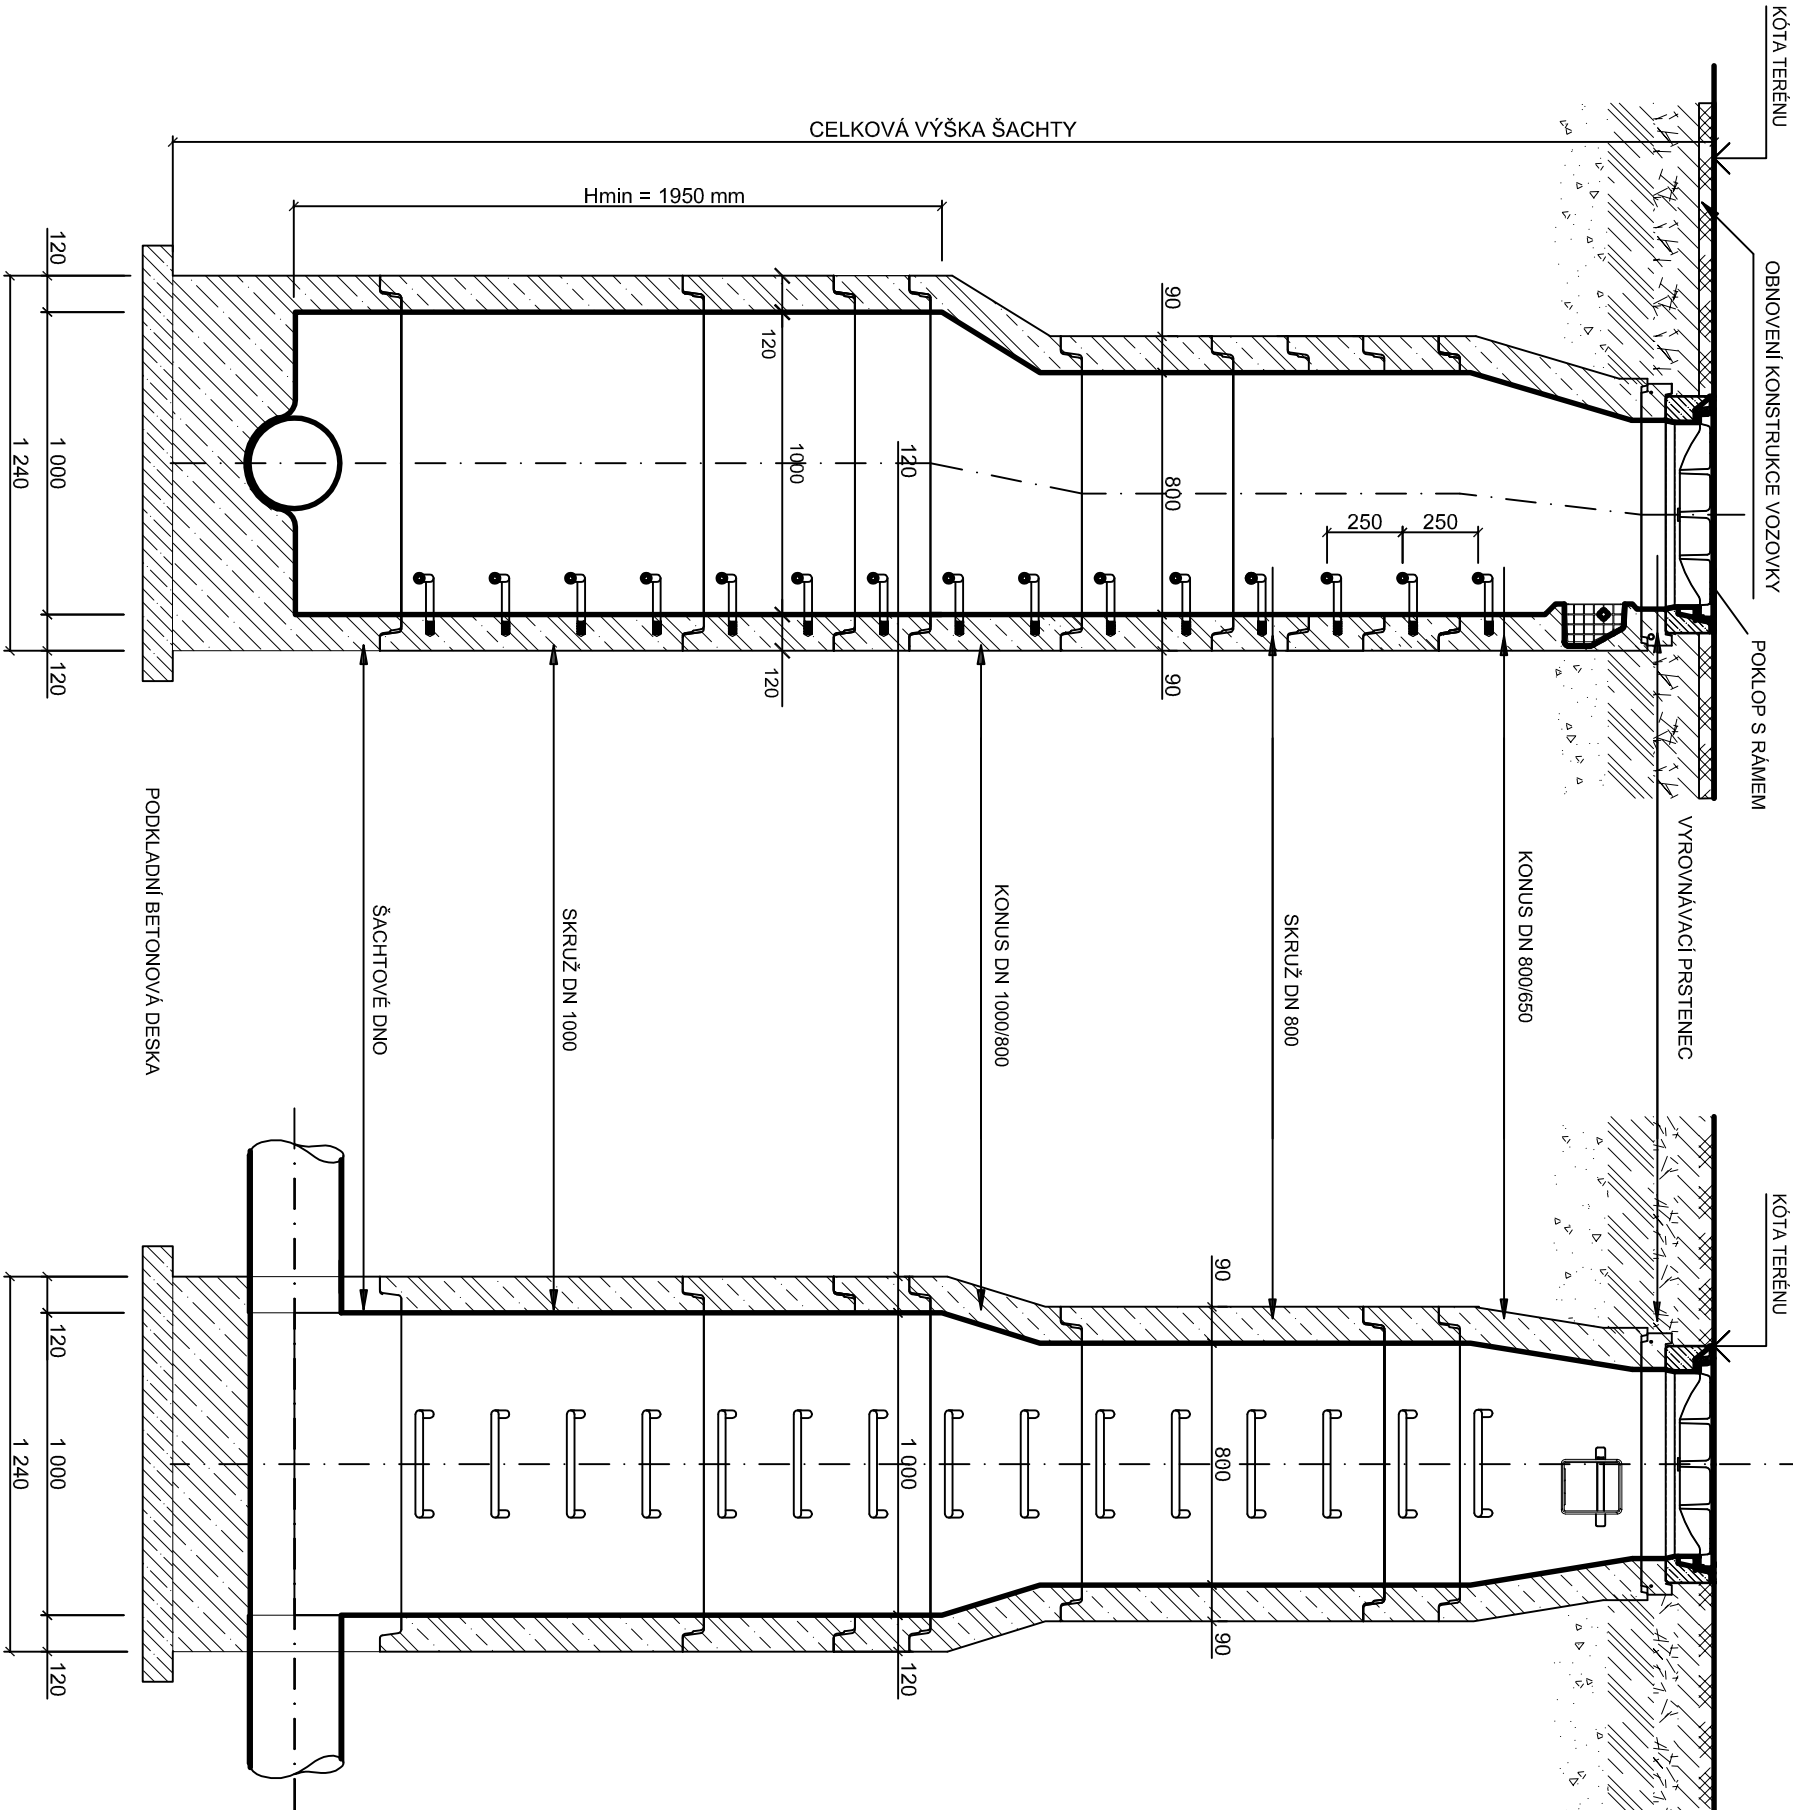 KÓTA TERÉNU
OBNOVENÍ KONSTRUKCE VOZOVKY
POKLOP S RÁMEM
VYROVNÁVACÍ PRSTENEC
KONUS DN 800/650
SKRUŽ DN 800
KONUS DN 1000/800
SKRUŽ DN 1000
ŠACHTOVÉ DNO
PODKLADNÍ BETONOVÁ DESKA
KÓTA TERÉNU
CELKOVÁ VÝŠKA ŠACHTY
Hmin = 1950 mm
250
250
90
800
90
120
120
1000
120
120
1 000
120
1 240
90
800
90
1 000
120
120
1 000
120
1 240